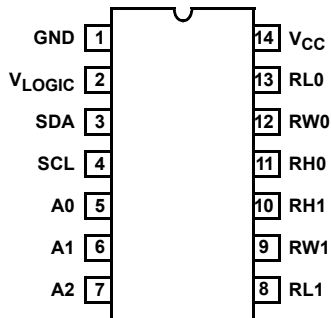 GND 1 14 VCC
VLOGIC 2 13 RL0
SDA 3 12 RW0
SCL 4 11 RH0
A0 5 10 RH1
A1 6 9 RW1
A2 7 8 RL1